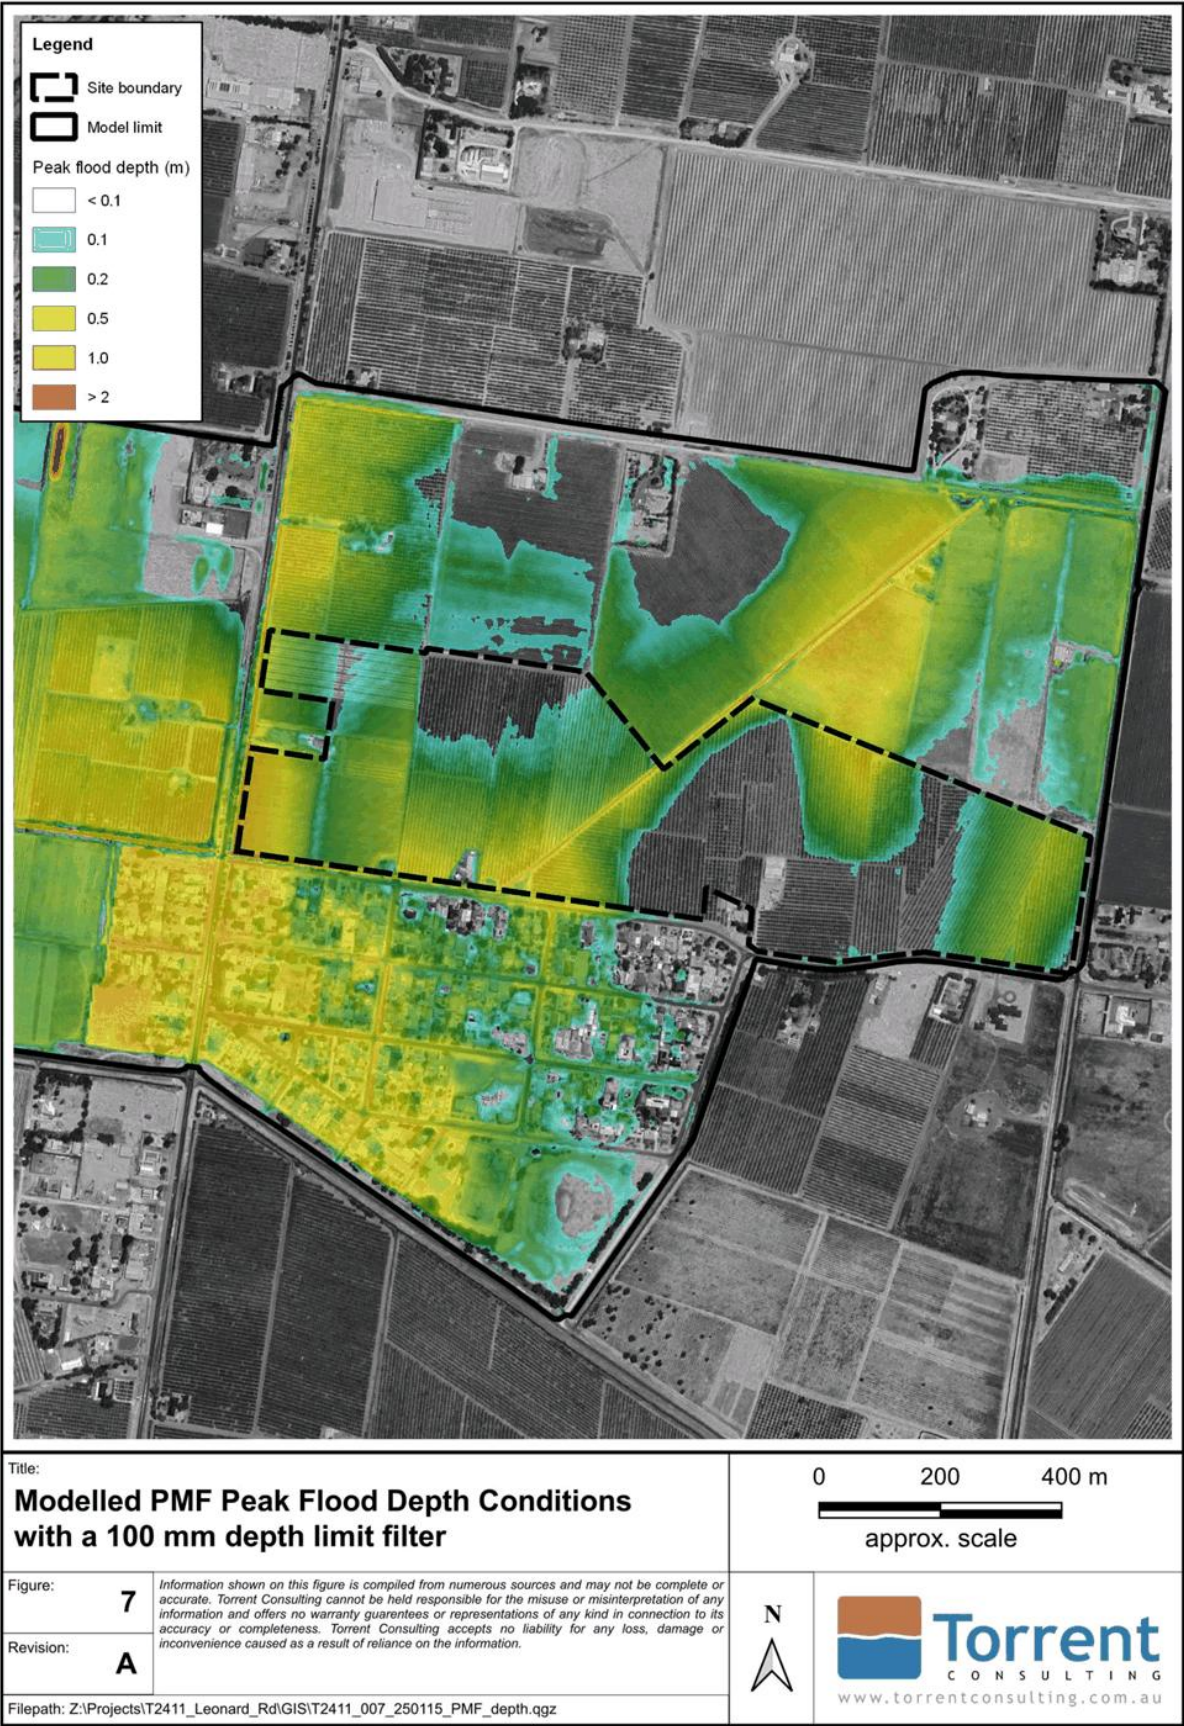 Legend
Site boundary
Model limit
Peak flood depth (m)
< 0.1
0.1
0.2
0.5
1.0
> 2
Title:
Modelled PMF Peak Flood Depth Conditions
with a 100 mm depth limit filter
0 200 400 m
approx. scale
Figure:
7
Revision:
A
Information shown on this figure is compiled from numerous sources and may not be complete or
accurate. Torrent Consulting cannot be held responsible for the misuse or misinterpretation of any
information and offers no warranty guarentees or representations of any kind in connection to its
accuracy or completeness. Torrent Consulting accepts no liability for any loss, damage or
inconvenience caused as a result of reliance on the information.
N
Torrent
CONSULTING
www.torrentconsulting.com.au
Filepath: Z:\Projects\T2411_Leonard_Rd\GIS\T2411_007_250115_PMF_depth.qgz